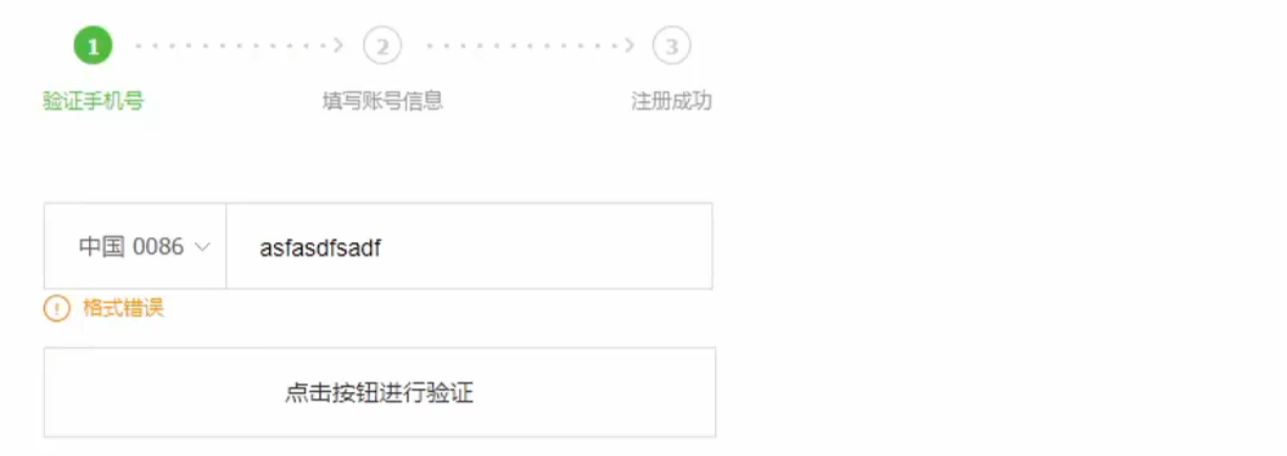 1 2 3
验证手机号 填写账号信息 注册成功
中国 0086 asfasdfsadf
格式错误
点击按钮进行验证